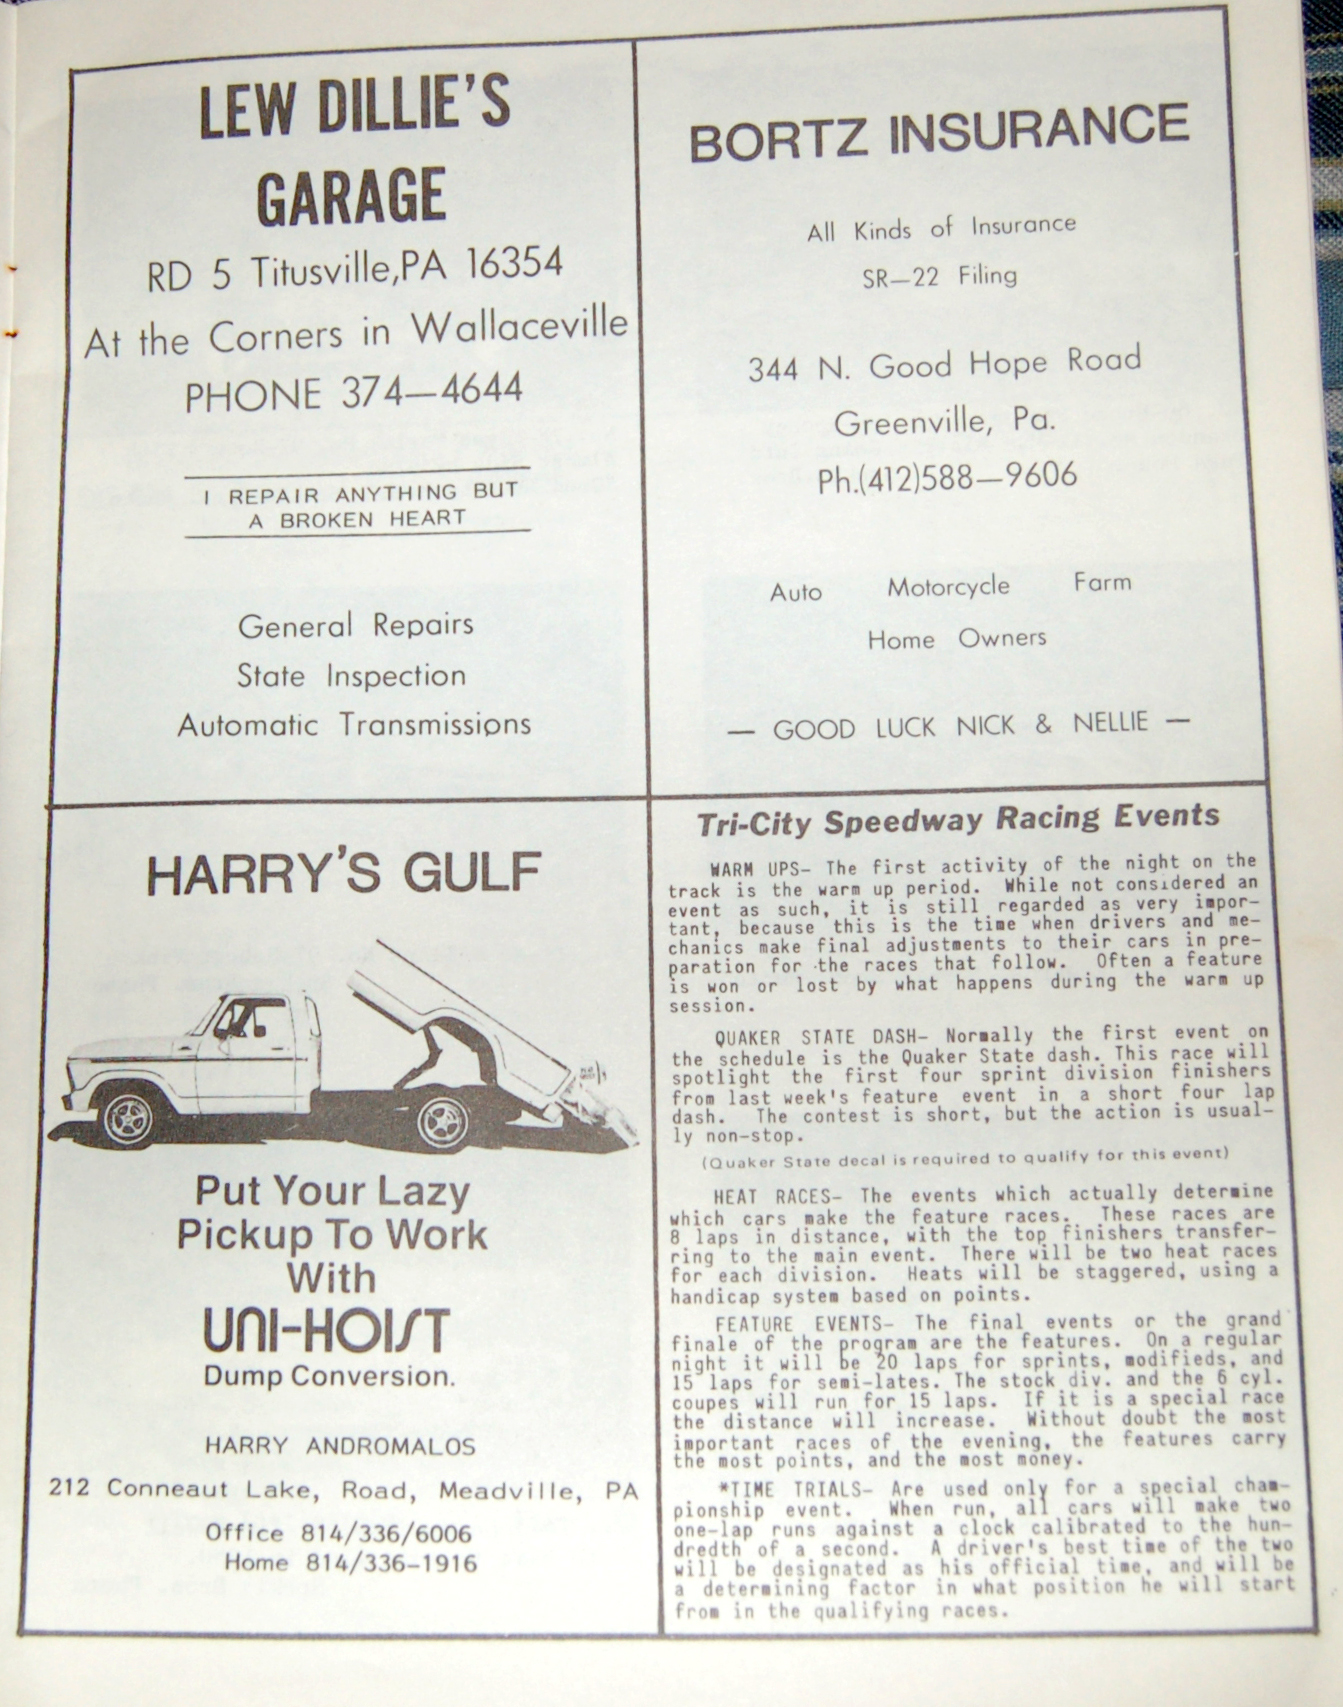 LEW DILLIE'S
GARAGE
RD 5 Titusville,PA 16354
At the Corners in Wallaceville
PHONE 374—4644
I REPAIR ANYTHING BUT
A BROKEN HEART
General Repairs
State Inspection
Automatic Transmissions
BORTZ INSURANCE
All Kinds of Insurance
SR—22 Filing
344 N. Good Hope Road
Greenville, Pa.
Ph.(412)588—9606
Auto Motorcycle Farm
Home Owners
— GOOD LUCK NICK & NELLIE —
HARRY'S GULF
Put Your Lazy
Pickup To Work
With
UNI-HOIST
Dump Conversion.
HARRY ANDROMALOS
212 Conneaut Lake, Road, Meadville, PA
Office 814/336/6006
Home 814/336-1916
Tri-City Speedway Racing Events
WARM UPS- The first activity of the night on the
track is the warm up period. While not considered an
event as such, it is still regarded as very impor-
tant, because this is the time when drivers and me-
chanics make final adjustments to their cars in pre-
paration for the races that follow. Often a feature
is won or lost by what happens during the warm up
session.
QUAKER STATE DASH- Normally the first event on
the schedule is the Quaker State dash. This race will
spotlight the first four sprint division finishers
from last week's feature event in a short four lap
dash. The contest is short, but the action is usual-
ly non-stop.
(Quaker State decal is required to qualify for this event)
HEAT RACES- The events which actually determine
which cars make the feature races. These races are
8 laps in distance, with the top finishers transfer-
ring to the main event. There will be two heat races
for each division. Heats will be staggered, using a
handicap system based on points.
FEATURE EVENTS- The final events or the grand
finale of the program are the features. On a regular
night it will be 20 laps for sprints, modifieds, and
15 laps for semi-lates. The stock div. and the 6 cyl.
coupes will run for 15 laps. If it is a special race
the distance will increase. Without doubt the most
important races of the evening, the features carry
the most points, and the most money.
*TIME TRIALS- Are used only for a special cham-
pionship event. When run, all cars will make two
one-lap runs against a clock calibrated to the hun-
dredth of a second. A driver's best time of the two
will be designated as his official time, and will be
a determining factor in what position he will start
from in the qualifying races.